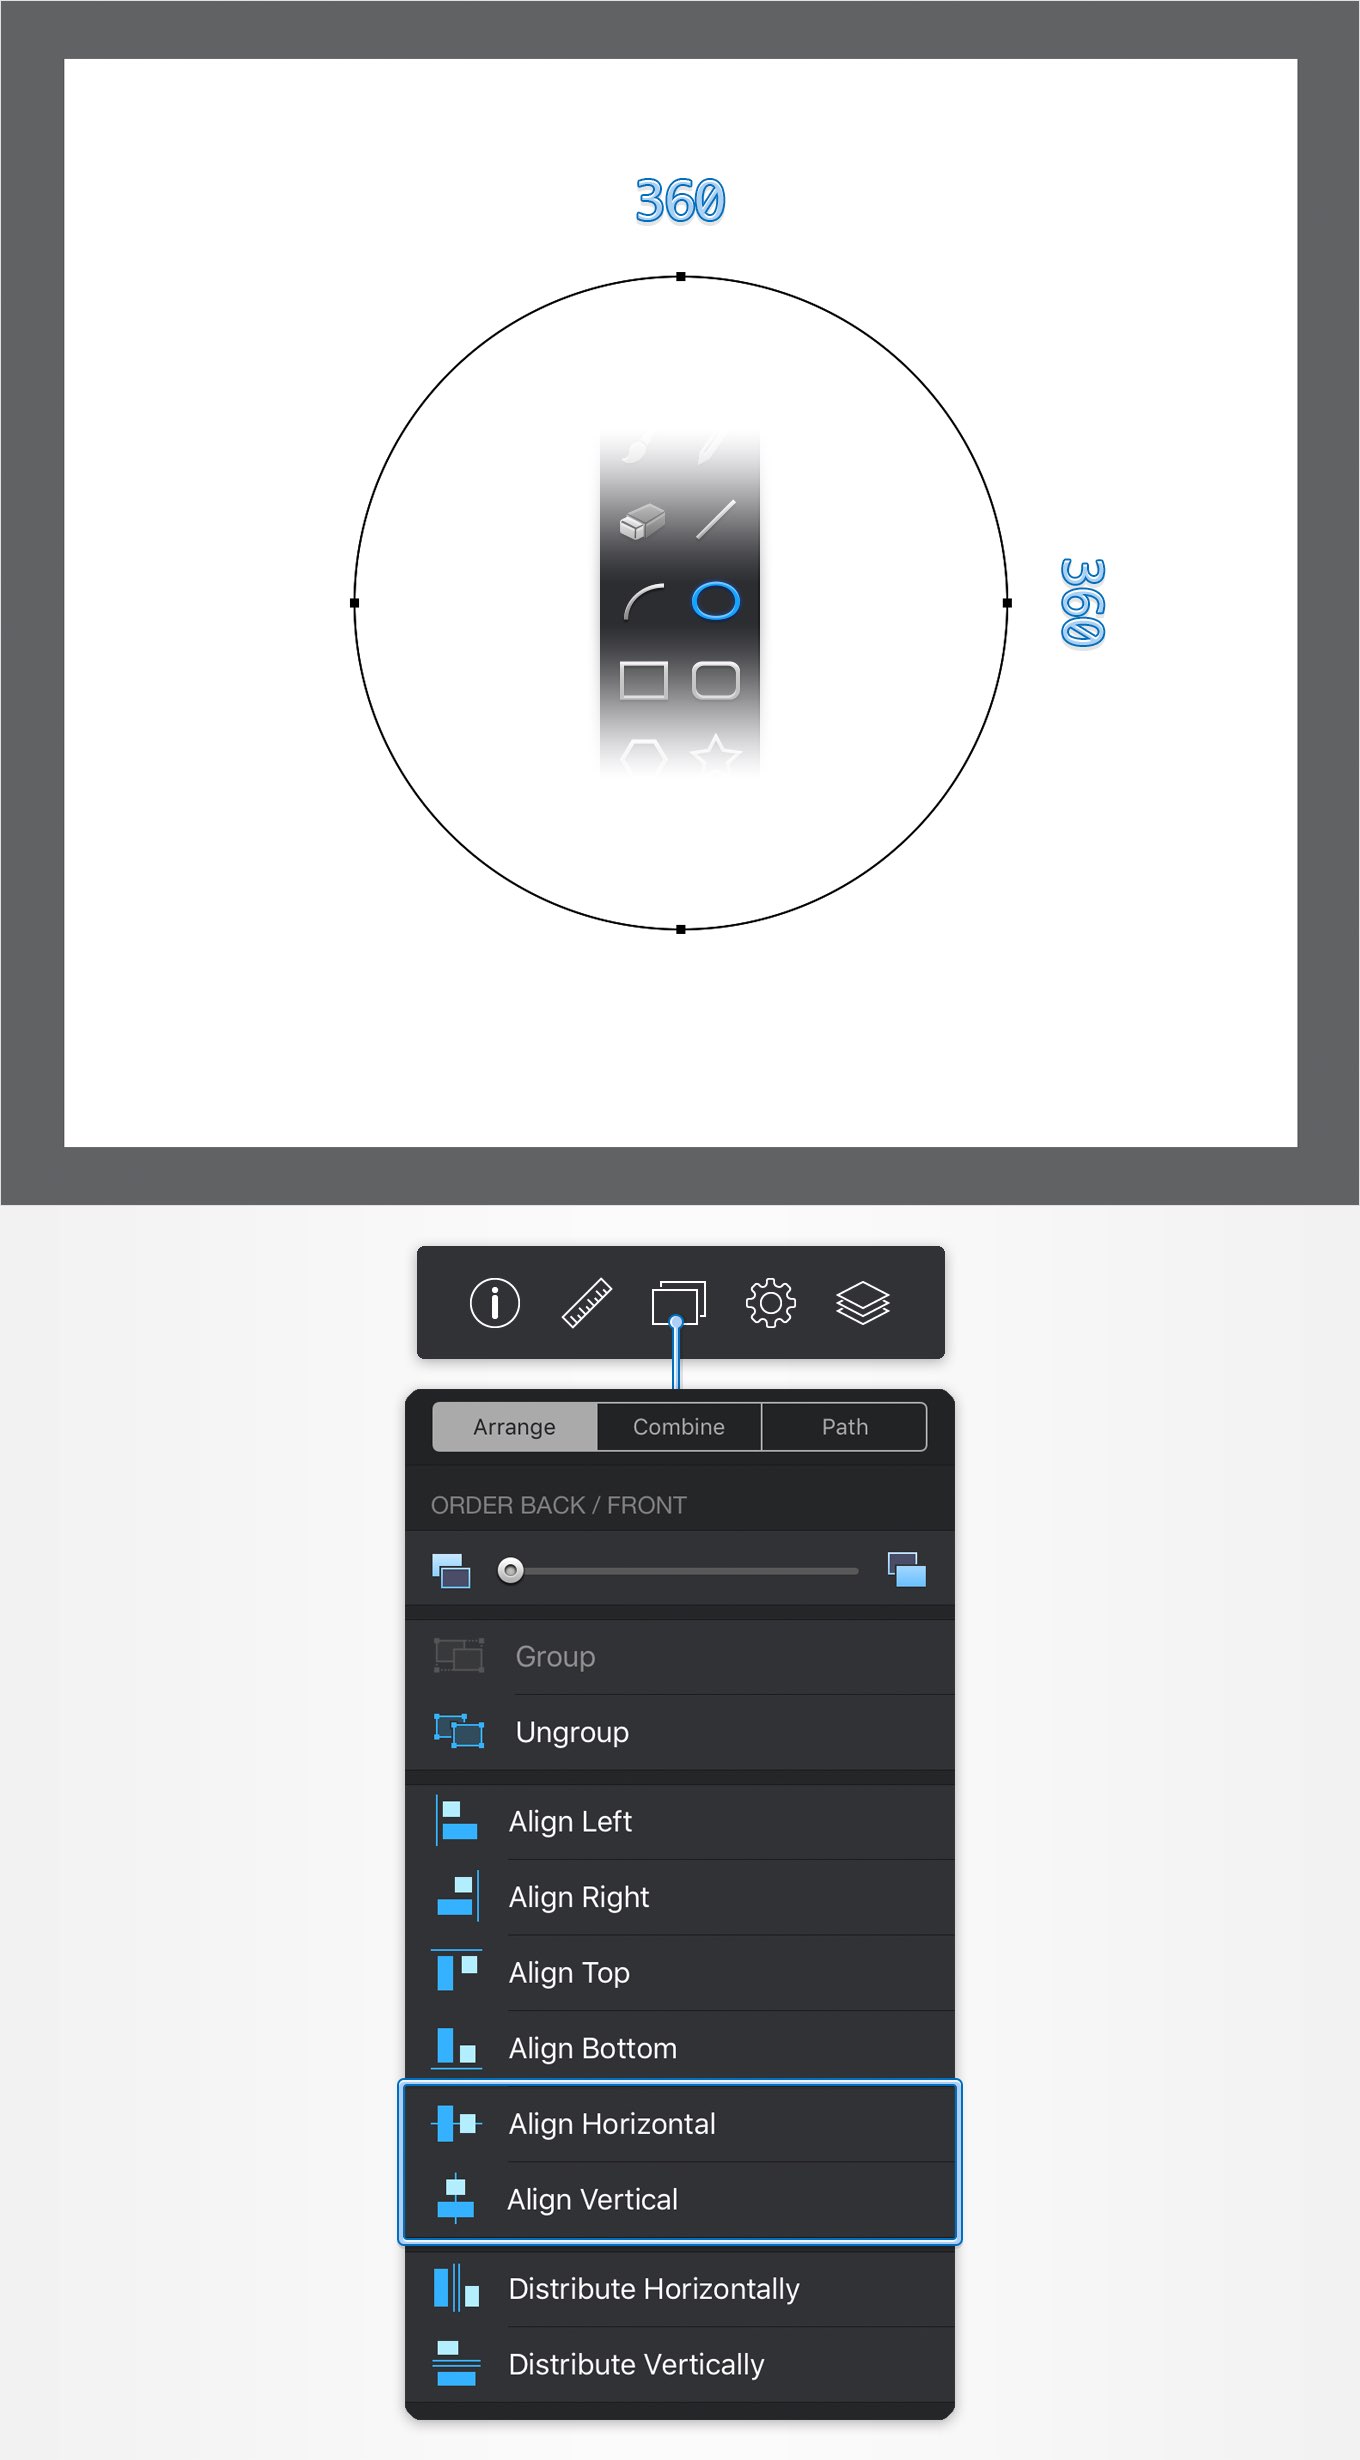 360
360
Arrange
Combine
Path
ORDER BACK / FRONT
Group
Ungroup
Align Left
Align Right
Align Top
Align Bottom
Align Horizontal
Align Vertical
Distribute Horizontally
Distribute Vertically